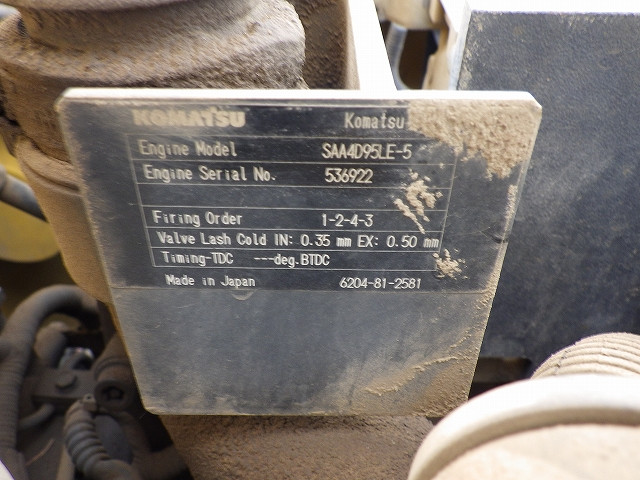 KOMATSU Komatsu
Engine Model SAA4D95LE-5
Engine Serial No. 536922
Firing Order 1-2-4-3
Valve Lash Cold IN: 0.35 mm EX: 0.50 mm
Timing-TDC ---deg.BTDC
Made in Japan 6204-81-2581